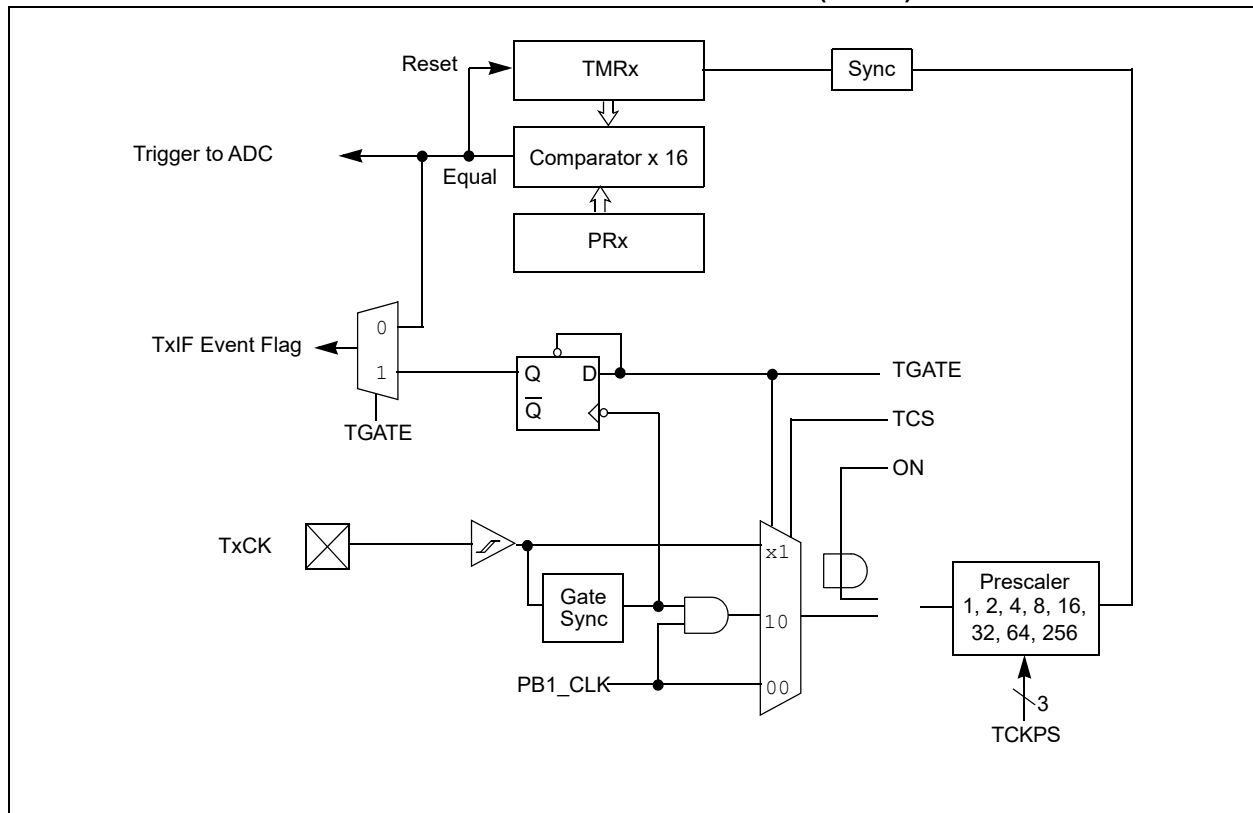 Reset
TMRx
Sync
Trigger to ADC
Equal
Comparator x 16
PRx
0
TxIF Event Flag
1
Q
D
Q
TGATE
TGATE
TCS
ON
TxCK
x1
Gate
Sync
10
Prescaler
1, 2, 4, 8, 16,
32, 64, 256
PB1_CLK
00
3
TCKPS